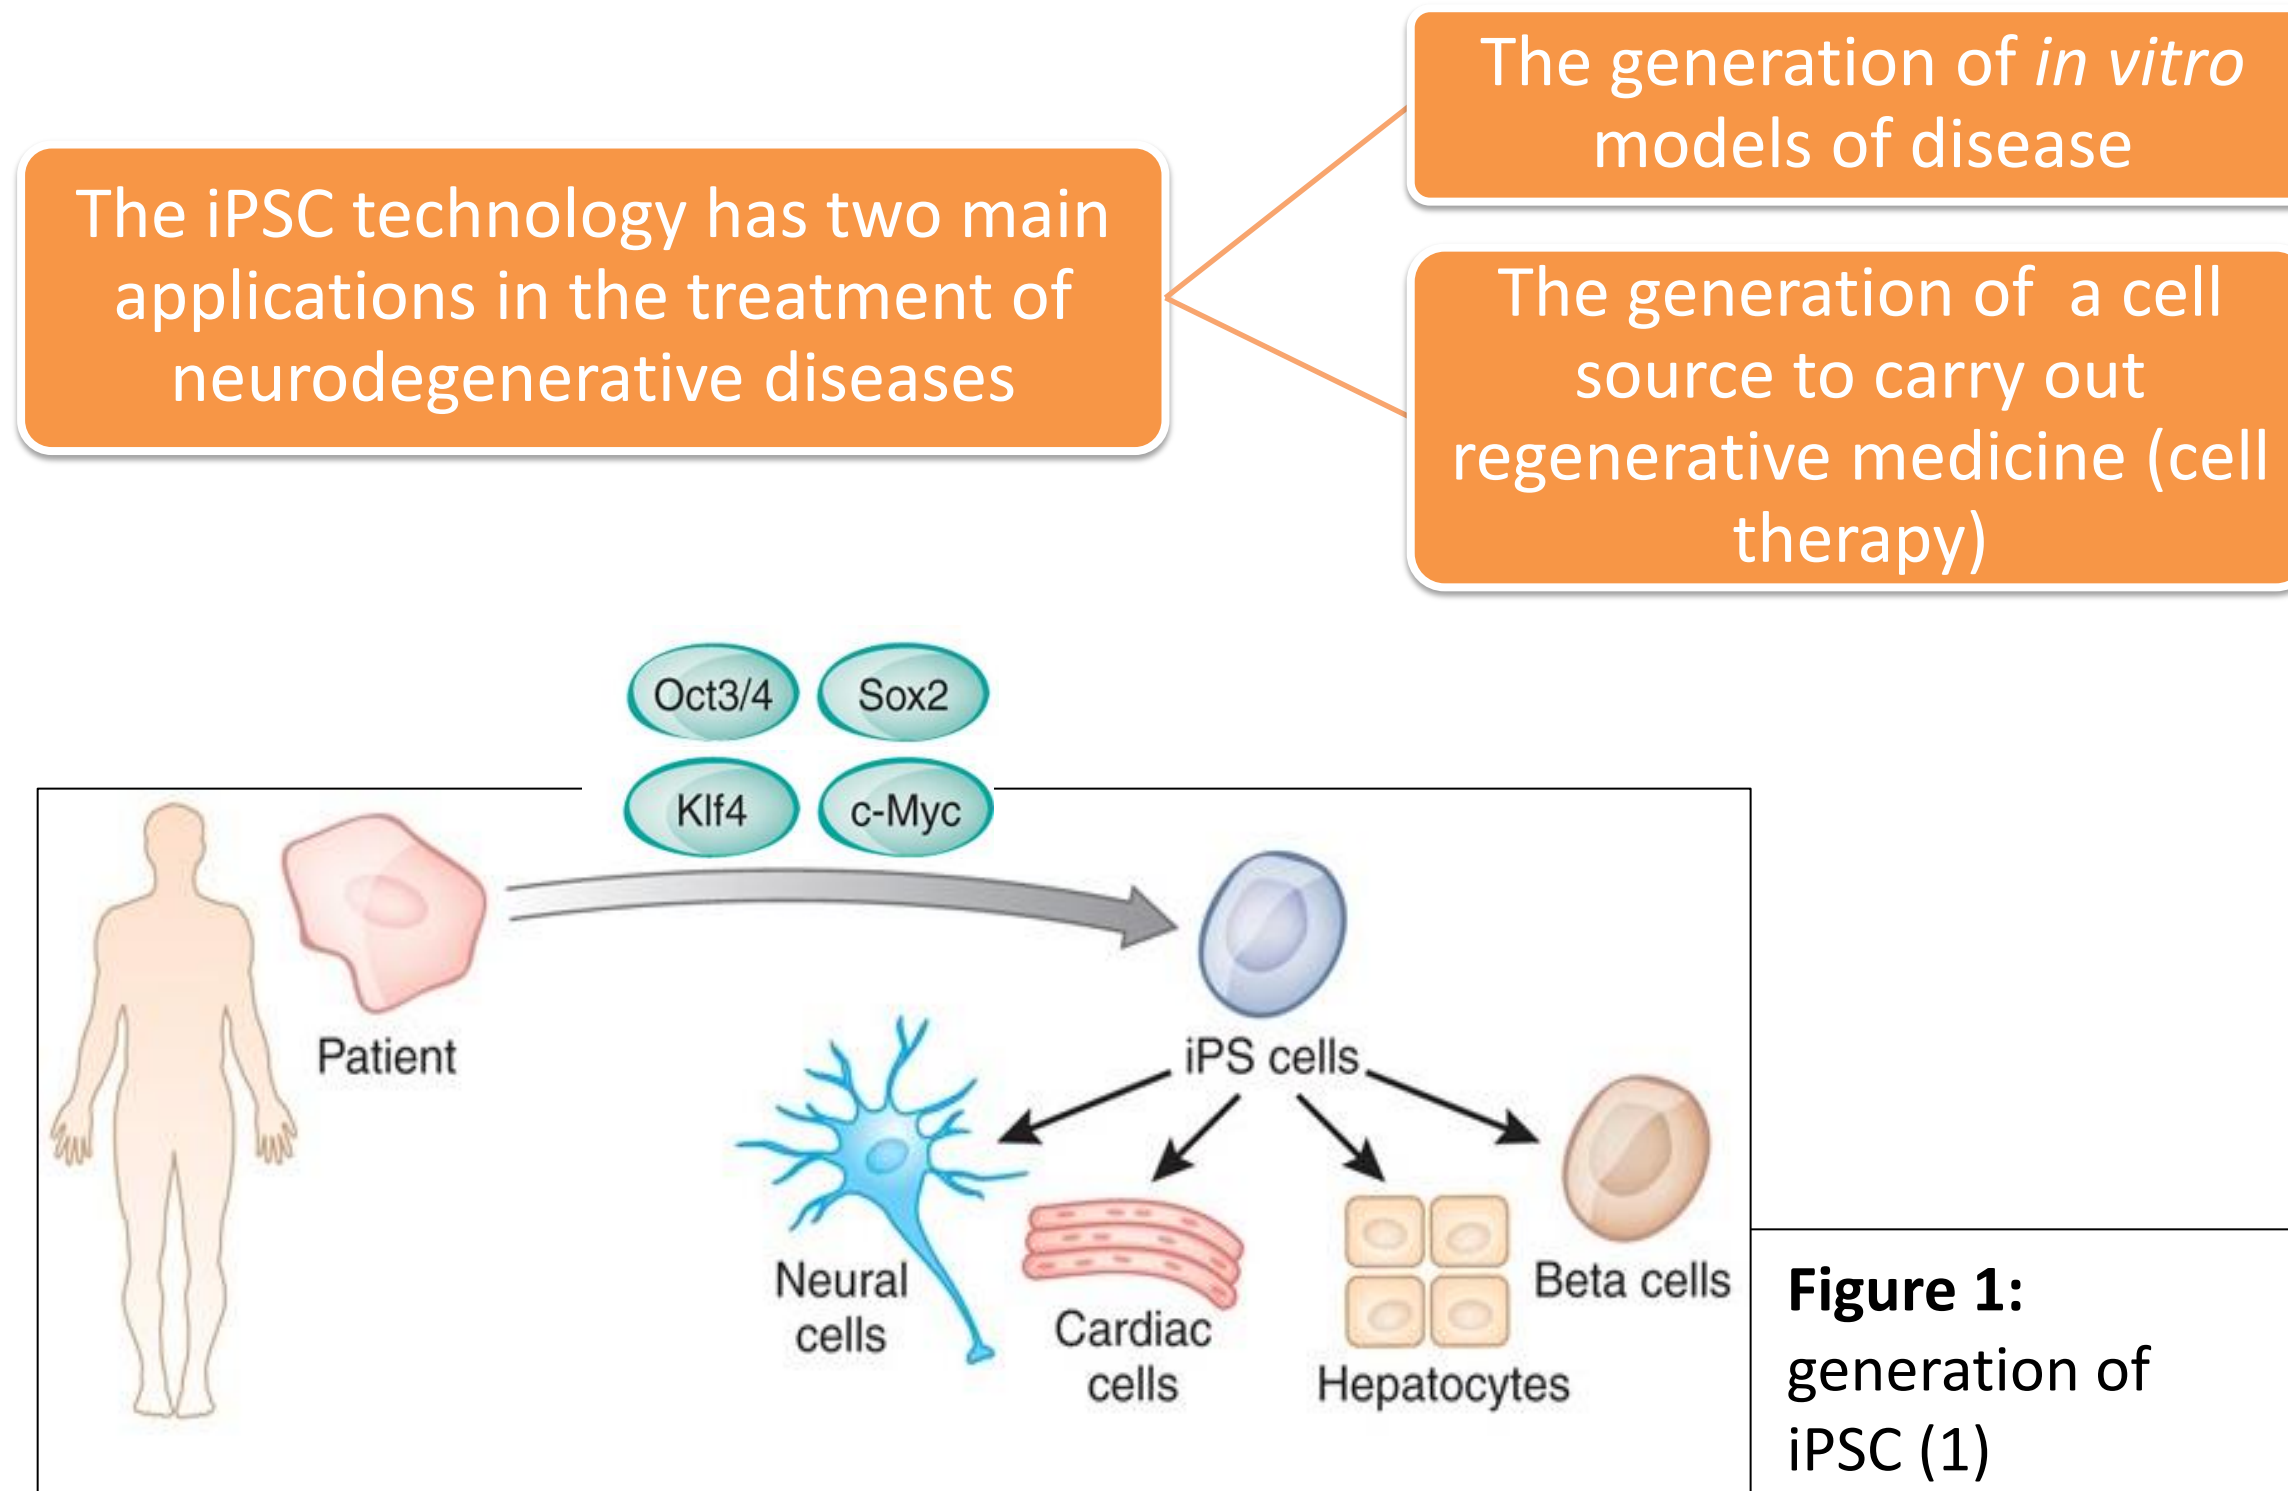 The iPSC technology has two main
applications in the treatment of
neurodegenerative diseases
The generation of in vitro
models of disease
The generation of a cell
source to carry out
regenerative medicine (cell
therapy)
Oct3/4
Sox2
Klf4
c-Myc
Patient
iPS cells
Neural
cells
Cardiac
cells
Hepatocytes
Beta cells
Figure 1:
generation of
iPSC (1)